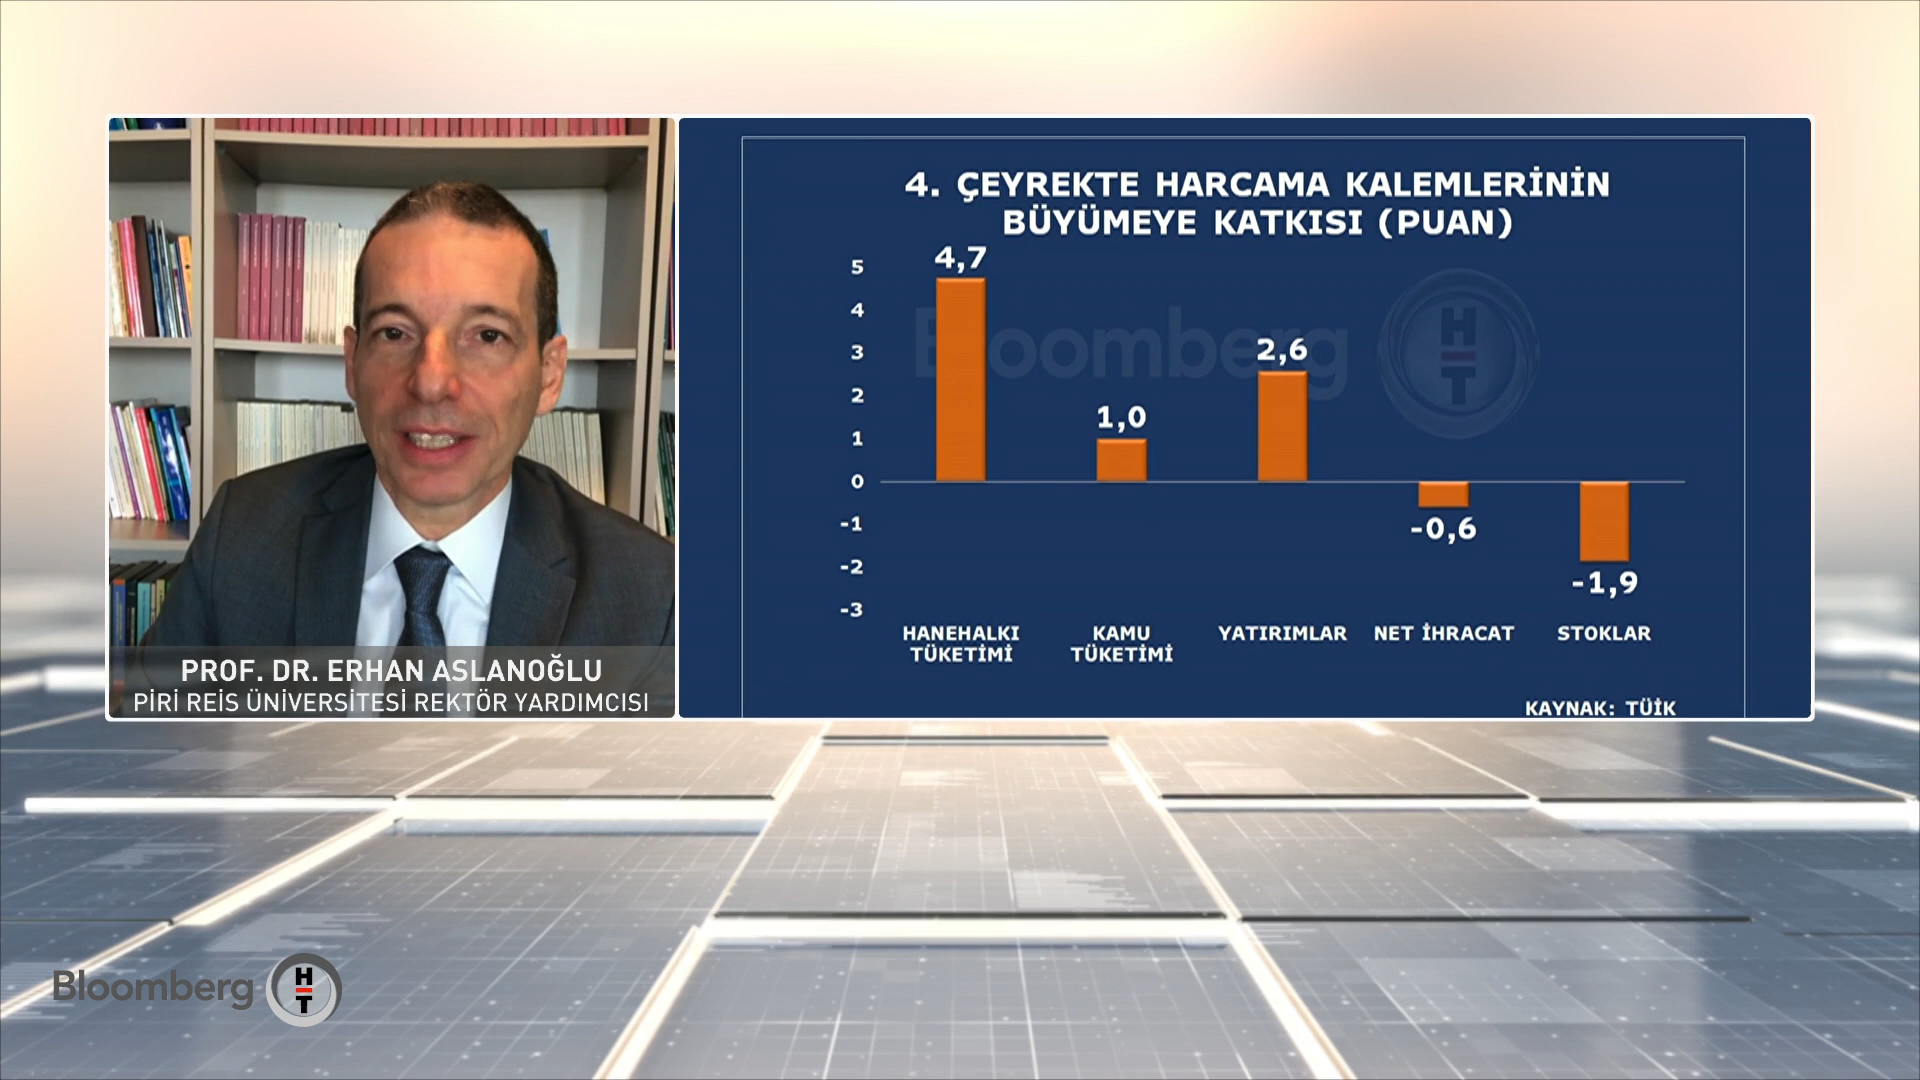 4. ÇEYREKTE HARCAMA KALEMLERİNİN
BÜYÜMEYE KATKISI (PUAN)
Bloomberg HT
5
4
3
2
1
0
-1
-2
-3
4,7
1,0
2,6
-0,6
-1,9
HANEHALKI
TÜKETİMİ
KAMU
TÜKETİMİ
YATIRIMLAR
NET İHRACAT
STOKLAR
KAYNAK: TÜİK
PROF. DR. ERHAN ASLANOĞLU
PİRİ REİS ÜNİVERSİTESİ REKTÖR YARDIMCISI
Bloomberg HT